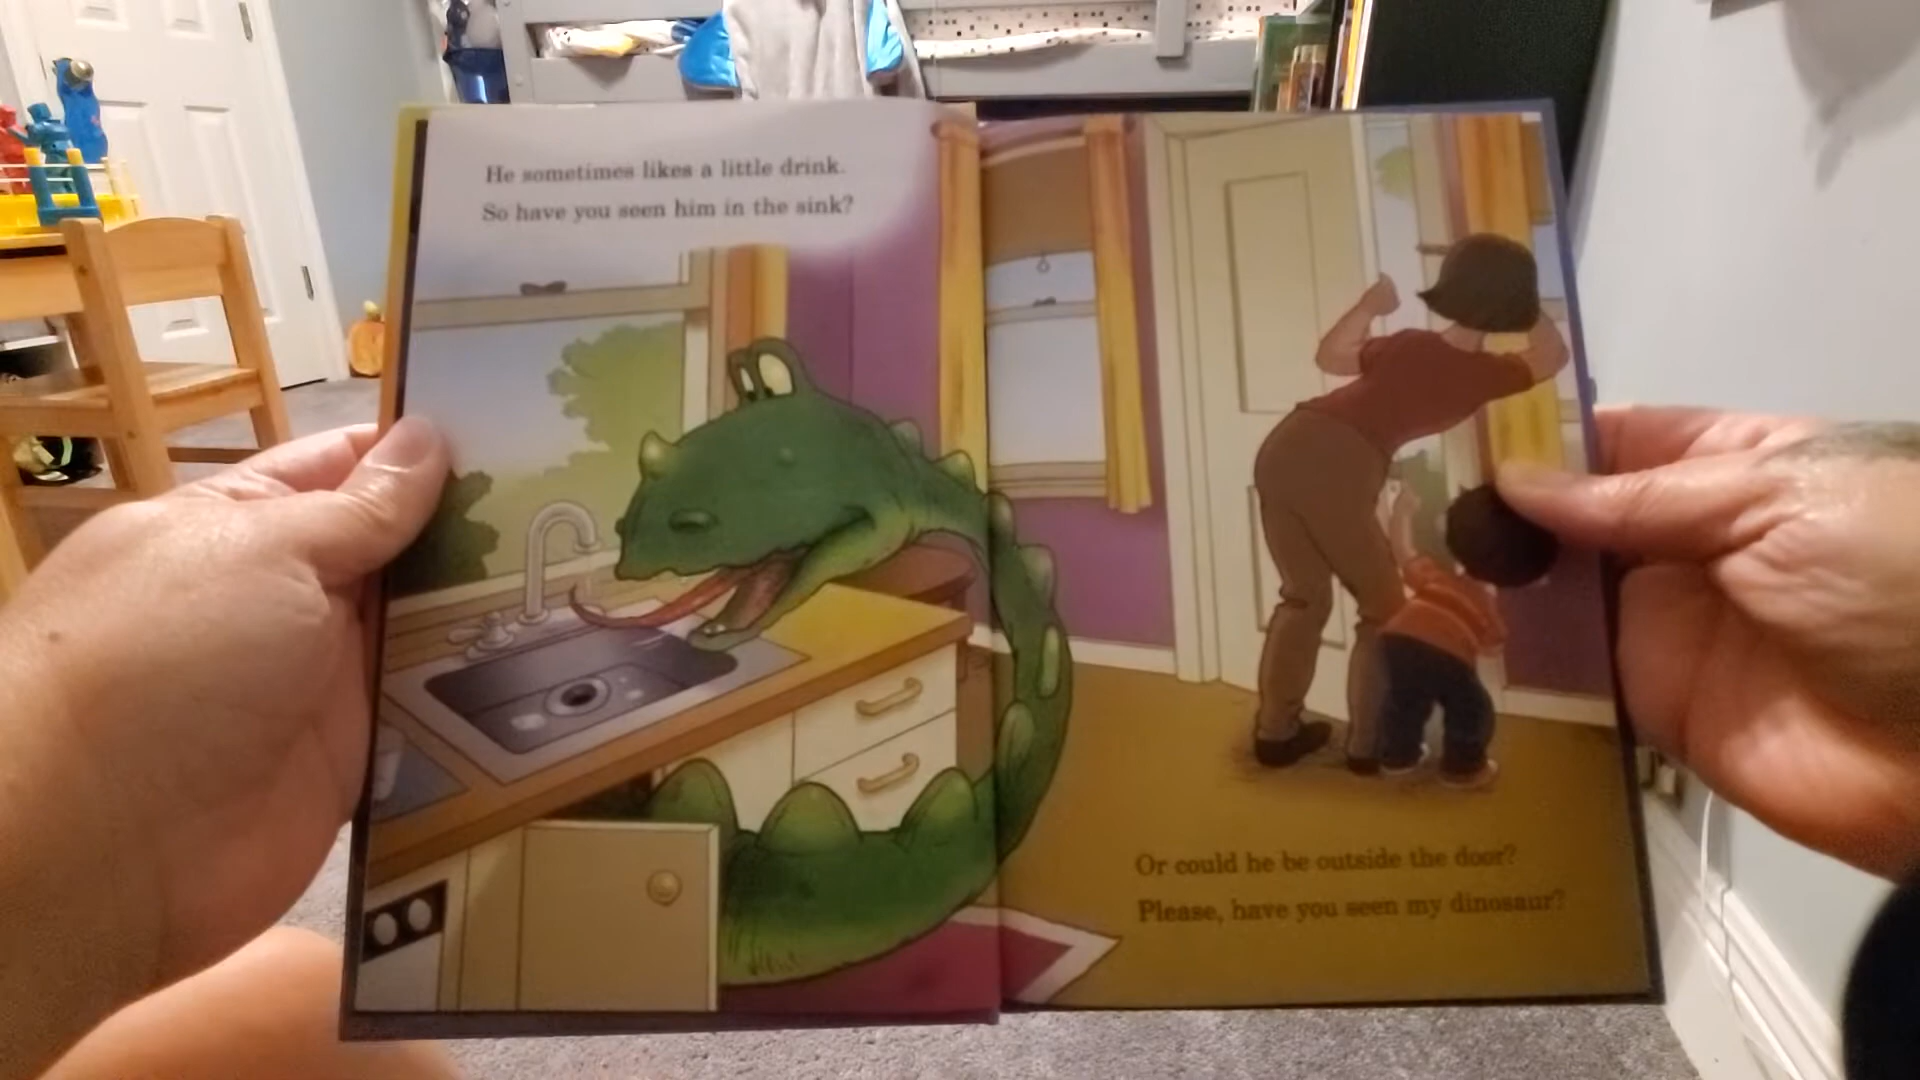 He sometimes likes a little drink.
So have you seen him in the sink?
Or could he be outside the door?
Please, have you seen my dinosaur?